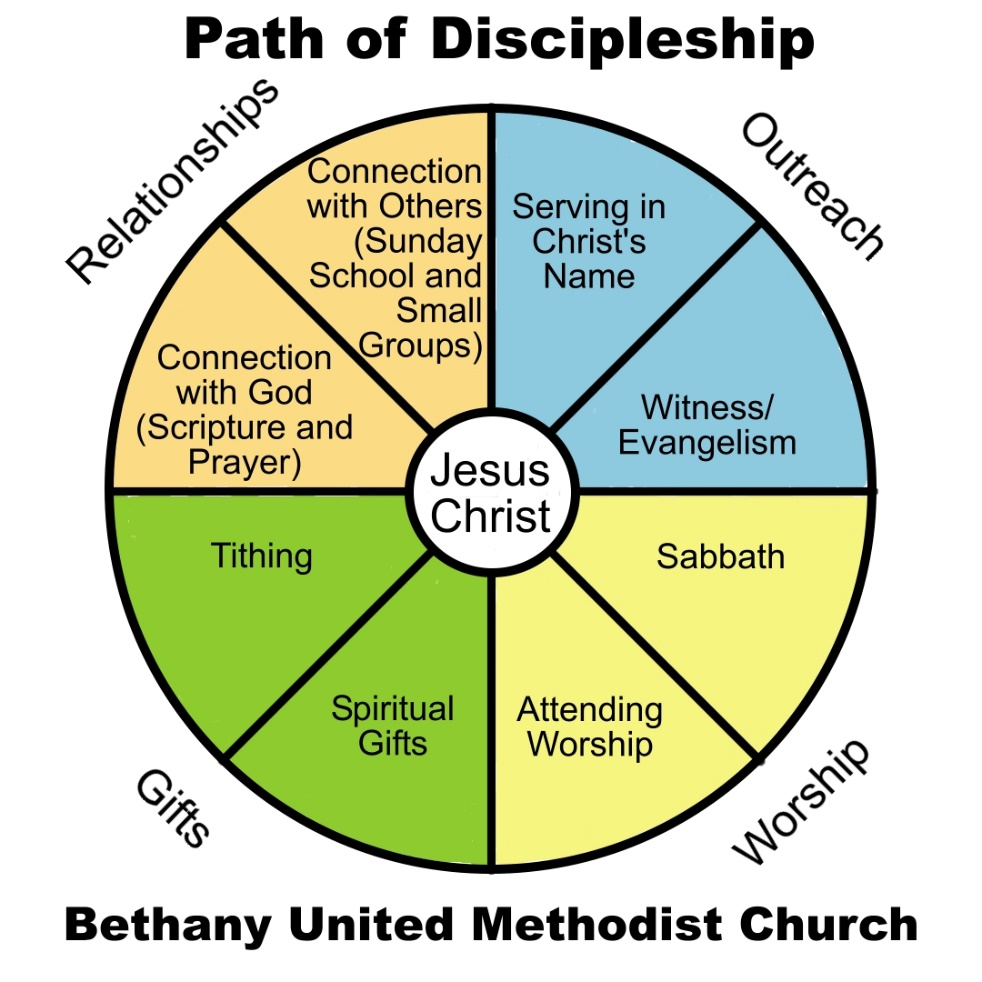 Path of Discipleship
Relationships
Outreach
Connection
with Others
(Sunday
School and
Small
Groups)
Serving in
Christ's
Name
Connection
with God
(Scripture and
Prayer)
Witness/
Evangelism
Jesus
Christ
Tithing
Sabbath
Spiritual
Gifts
Attending
Worship
Gifts
Worship
Bethany United Methodist Church